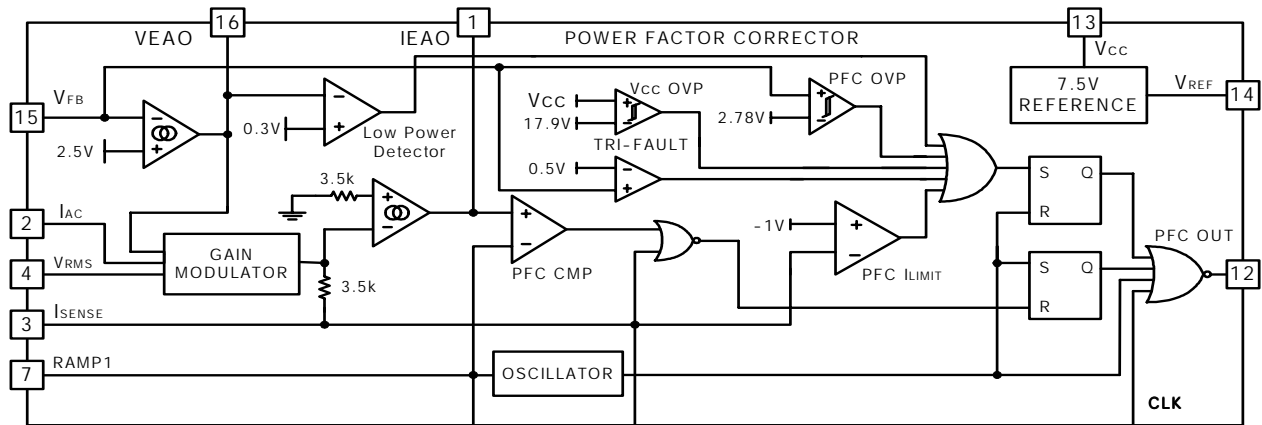 16
1
13
VEAO
IEAO
POWER FACTOR CORRECTOR
VCC
15
VFB
0.3V
Low Power
Detector
2.5V
VCC
17.9V
VCC OVP
TRI-FAULT
0.5V
PFC OVP
2.78V
7.5V
REFERENCE
VREF
14
3.5k
2
IAC
4
VRMS
GAIN
MODULATOR
3.5k
PFC CMP
-1V
PFC ILIMIT
S
Q
R
S
Q
R
PFC OUT
12
3
ISENSE
7
RAMP1
OSCILLATOR
CLK
+
−